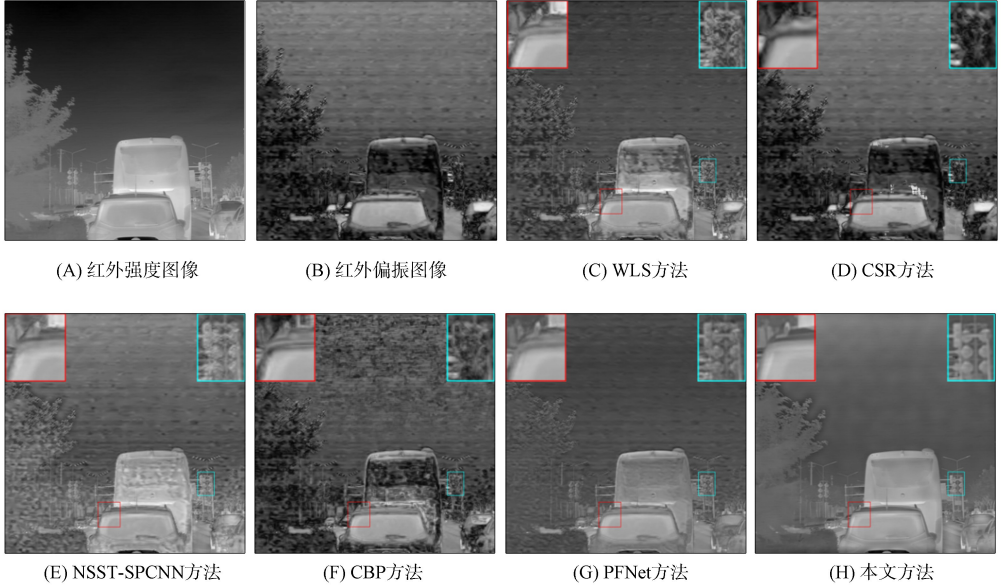 (A) 红外强度图像
(B) 红外偏振图像
(C) WLS方法
(D) CSR方法
(E) NSST-SPCNN方法
(F) CBP方法
(G) PFNet方法
(H) 本文方法